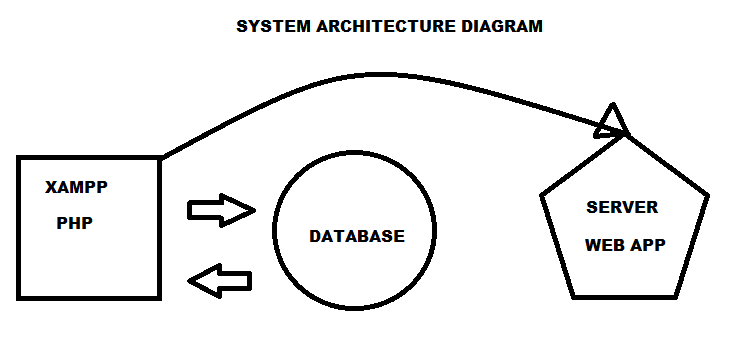 SYSTEM ARCHITECTURE DIAGRAM
XAMPP
PHP
DATABASE
SERVER
WEB APP